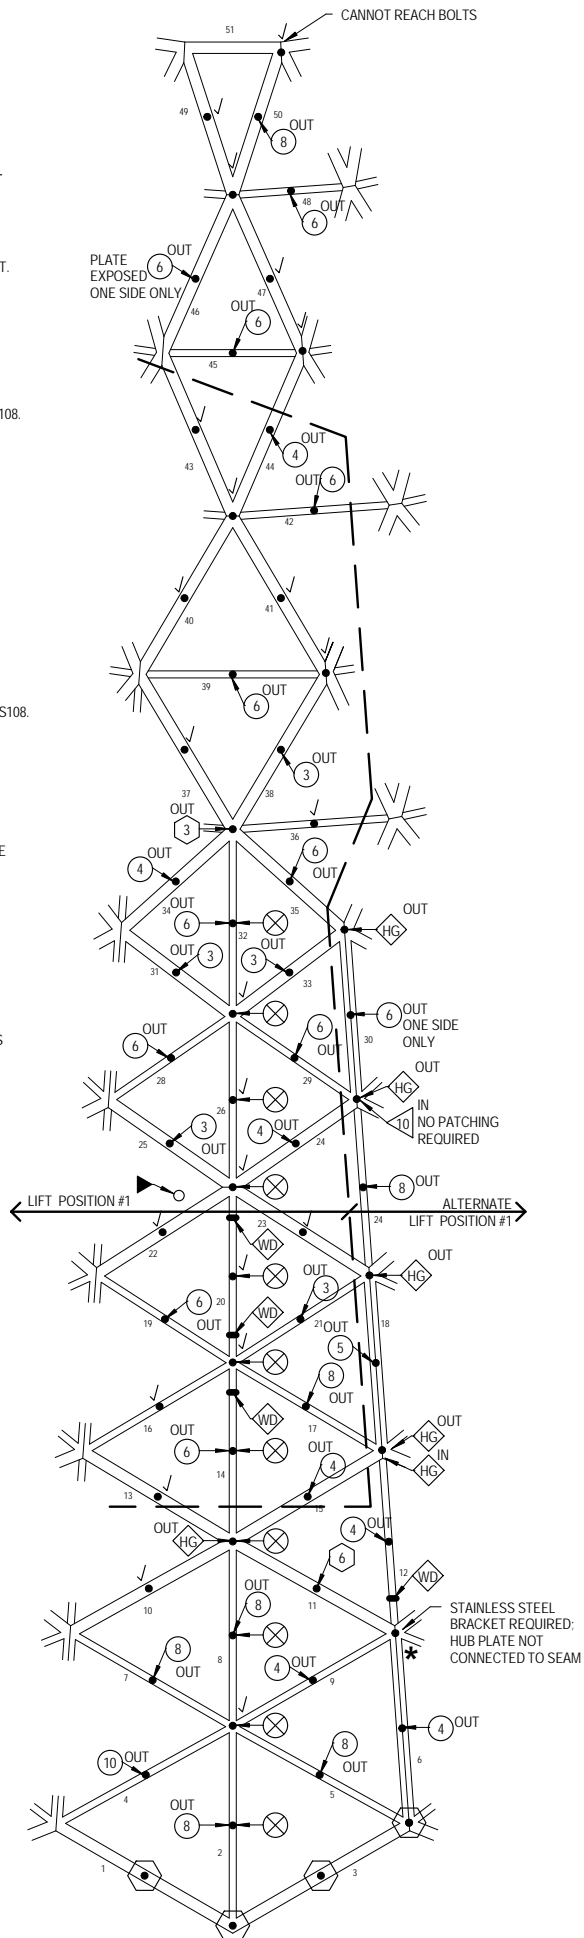 51
CANNOT REACH BOLTS
49
50
OUT
8
OUT
48
6
T.
PLATE
EXPOSED
ONE SIDE ONLY
OUT
6
46
47
OUT
6
45
108.
43
44
OUT
4
OUT
6
42
40
41
39
OUT
6
S108.
37
38
OUT
3
OUT
3
36
E
OUT
4
34
6
OUT
35
OUT
6
32
OUT
HG
OUT
3
31
OUT
3
33
6
OUT
ONE SIDE
ONLY
30
S
OUT
6
28
6
OUT
29
OUT
HG
IN
10
NO PATCHING
REQUIRED
26
3
OUT
25
OUT
4
24
8
OUT
LIFT POSITION #1
ALTERNATE
LIFT POSITION #1
24
22
23
WD
OUT
HG
20
6
OUT
19
WD
OUT
3
21
18
OUT
5
16
8
OUT
17
WD
OUT
HG
IN
HG
OUT
6
14
13
OUT
4
15
OUT
HG
4
OUT
10
6
11
12
WD
STAINLESS STEEL
BRACKET REQUIRED;
HUB PLATE NOT
CONNECTED TO SEAM
*
8
OUT
8
8
OUT
7
OUT
4
9
4
OUT
6
10
OUT
4
8
OUT
5
OUT
8
2
1
3